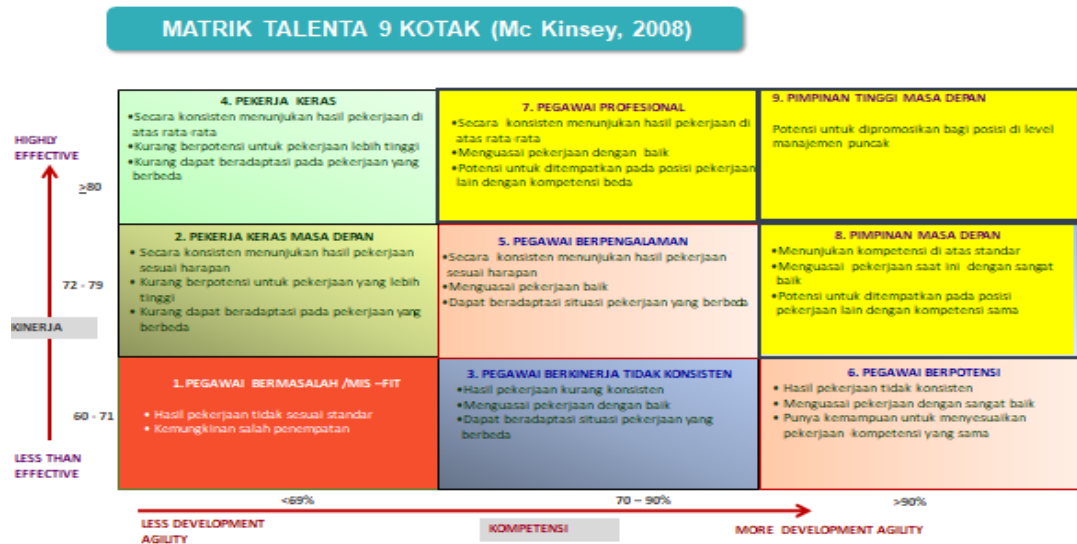 MATRIK TALENTA 9 KOTAK (Mc Kinsey, 2008)
4. PEKERJA KERAS
•Secara konsisten menunjukan hasil pekerjaan di
atas rata-rata
•Kurang berpotensi untuk pekerjaan lebih tinggi
•Kurang dapat beradaptasi pada pekerjaan yang
berbeda
7. PEGAWAI PROFESIONAL
•Secara konsisten menunjukan hasil pekerjaan di
atas rata-rata
•Menguasai pekerjaan dengan baik
•Potensi untuk ditempatkan pada posisi pekerjaan
lain dengan kompetensi beda
9. PIMPINAN TINGGI MASA DEPAN
Potensi untuk dipromosikan bagi posisi di level
manajemen puncak
HIGHLY
EFFECTIVE
≥80
2. PEKERJA KERAS MASA DEPAN
• Secara konsisten menunjukan hasil pekerjaan
sesuai harapan
• Kurang berpotensi untuk pekerjaan yang lebih
tinggi
• Kurang dapat beradaptasi pada pekerjaan yang
berbeda
5. PEGAWAI BERPENGALAMAN
•Secara konsisten menunjukan hasil pekerjaan
sesuai harapan
•Menguasai pekerjaan baik
•Dapat beradaptasi situasi pekerjaan yang berbeda
8. PIMPINAN MASA DEPAN
•Menunjukan kompetensi di atas standar
•Menguasai pekerjaan saat ini dengan sangat
baik
•Potensi untuk ditempatkan pada posisi
pekerjaan lain dengan kompetensi sama
72 - 79
KINERJA
1. PEGAWAI BERMASALAH /MIS –FIT
• Hasil pekerjaan tidak sesuai standar
• Kemungkinan salah penempatan
3. PEGAWAI BERKINERJA TIDAK KONSISTEN
•Hasil pekerjaan kurang konsisten
•Menguasai pekerjaan dengan baik
•Dapat beradaptasi situasi pekerjaan yang
berbeda
6. PEGAWAI BERPOTENSI
• Hasil pekerjaan tidak konsisten
• Menguasai pekerjaan dengan sangat baik
• Punya kemampuan untuk menyesuaikan
pekerjaan -kompetensi yang sama
60 - 71
LESS THAN
EFFECTIVE
<69%
70 – 90%
>90%
LESS DEVELOPMENT
AGILITY
KOMPETENSI
MORE DEVELOPMENT AGILITY